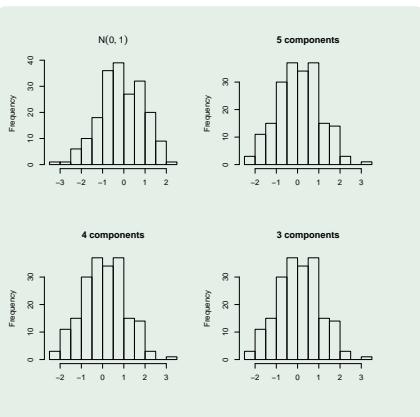 N(0, 1)
Frequency
0 10 20 30 40
−3 −2 −1 0 1 2
5 components
Frequency
0 10 20 30
−2 −1 0 1 2 3
4 components
Frequency
0 10 20 30
−2 −1 0 1 2 3
3 components
Frequency
0 10 20 30
−2 −1 0 1 2 3